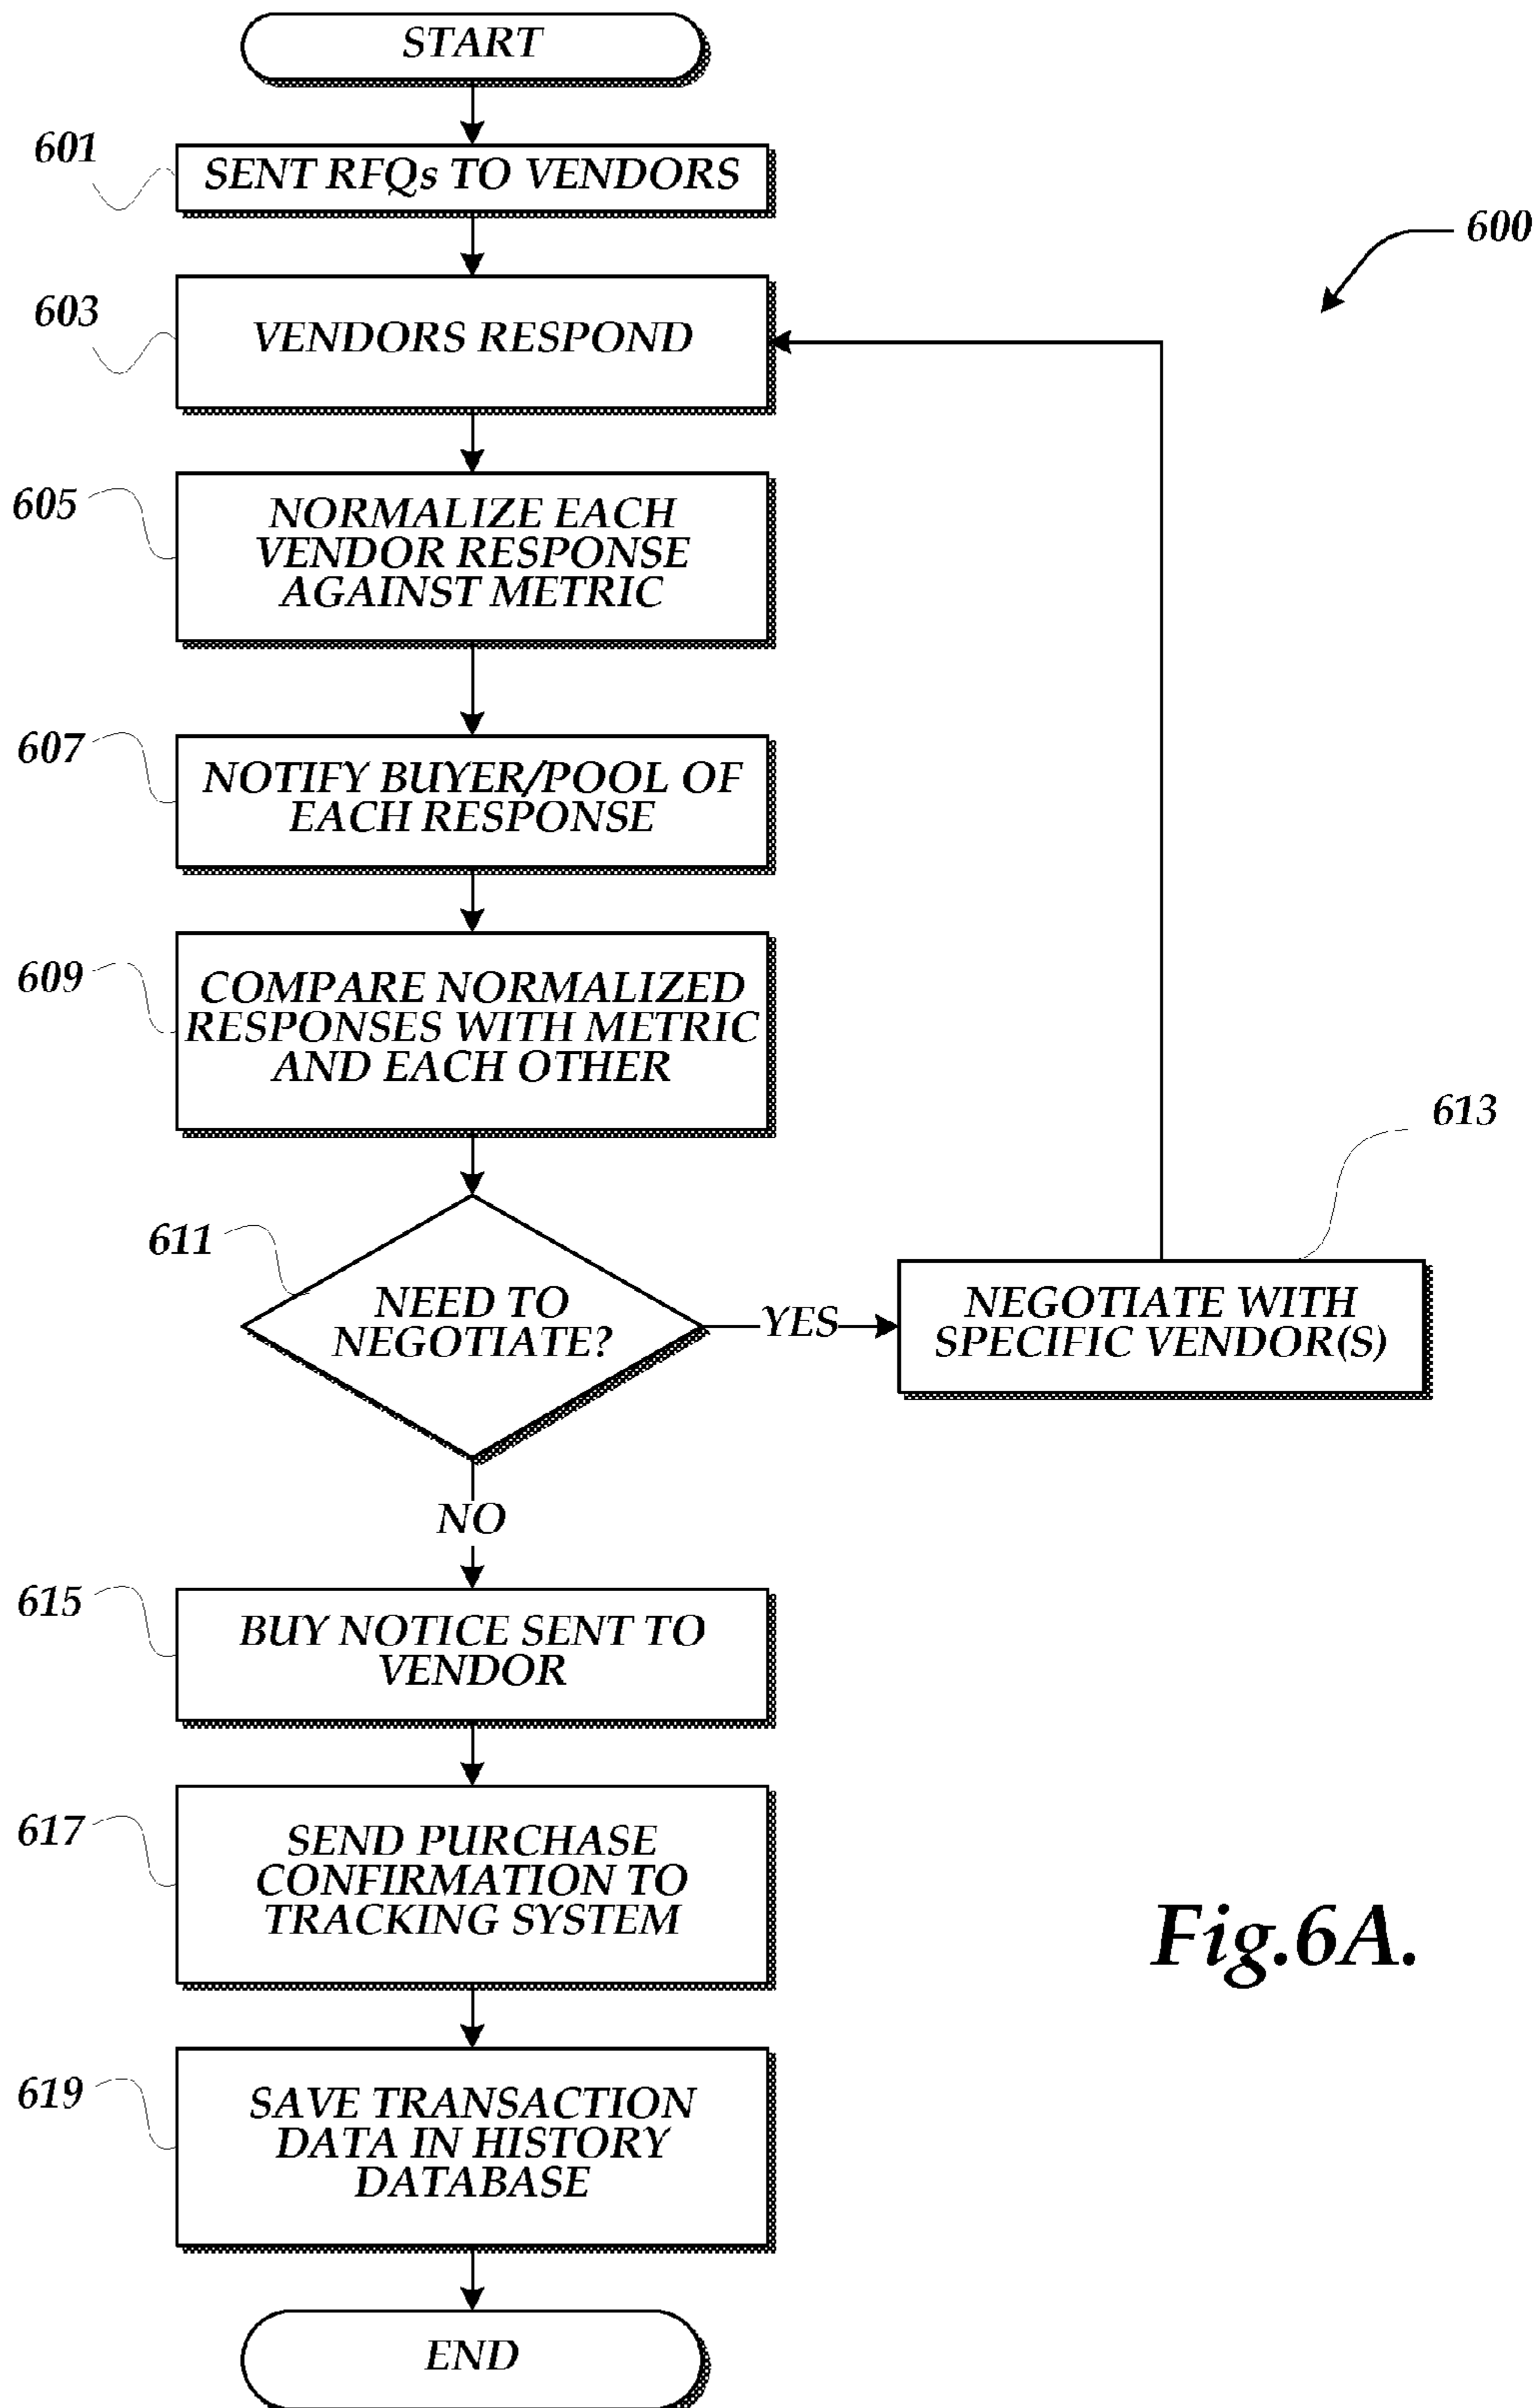 START
601
SENT RFQs TO VENDORS
600
603
VENDORS RESPOND
605
NORMALIZE EACH
VENDOR RESPONSE
AGAINST METRIC
607
NOTIFY BUYER/POOL OF
EACH RESPONSE
609
COMPARE NORMALIZED
RESPONSES WITH METRIC
AND EACH OTHER
613
611
NEED TO
NEGOTIATE?
YES
NEGOTIATE WITH
SPECIFIC VENDOR(S)
NO
615
BUY NOTICE SENT TO
VENDOR
617
SEND PURCHASE
CONFIRMATION TO
TRACKING SYSTEM
Fig.6A.
619
SAVE TRANSACTION
DATA IN HISTORY
DATABASE
END